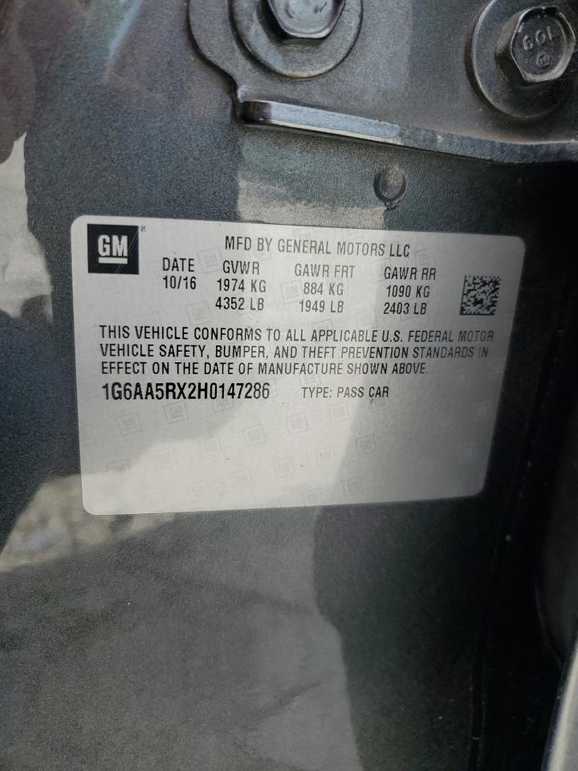 109
GM
MFD BY GENERAL MOTORS LLC
DATE GVWR GAWR FRT GAWR RR
10/16 1974 KG 884 KG 1090 KG
4352 LB 1949 LB 2403 LB
THIS VEHICLE CONFORMS TO ALL APPLICABLE U.S. FEDERAL MOTOR
VEHICLE SAFETY, BUMPER, AND THEFT PREVENTION STANDARDS IN
EFFECT ON THE DATE OF MANUFACTURE SHOWN ABOVE.
1G6AA5RX2H0147286 TYPE: PASS CAR